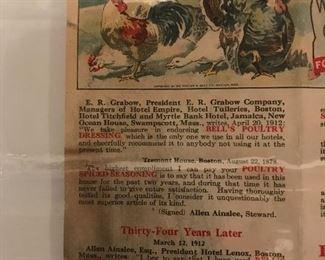 E. R. Grabow, President E. R. Grabow Company,
Managers of Hotel Empire, Hotel Tuileries, Boston,
Hotel Titchfield and Myrtle Bank Hotel, Jamaica, New
Ocean House, Swampscott, Mass., writes, April 20, 1912:
"We take pleasure in endorsing BELL'S POULTRY
DRESSING which is the only one we use in all our hotels,
and cheerfully recommend it to anybody not using it at the
present time."
Tremont House, Boston, August 22, 1878.
highest compliment I can pay your POULTRY
SPICED SEASONING is to say that it has been used in this
house for the past two years, and during that time it has
never failed to give entire satisfaction. Having thoroughly
tested its good qualities, I consider it unquestionably the
most superior article of its kind.
(Signed) Allen Ainslee, Steward.
Thirty-Four Years Later
March 12, 1912
Allen Ainslee, Esq., President Hotel Lenox, Boston,
Mass., writes